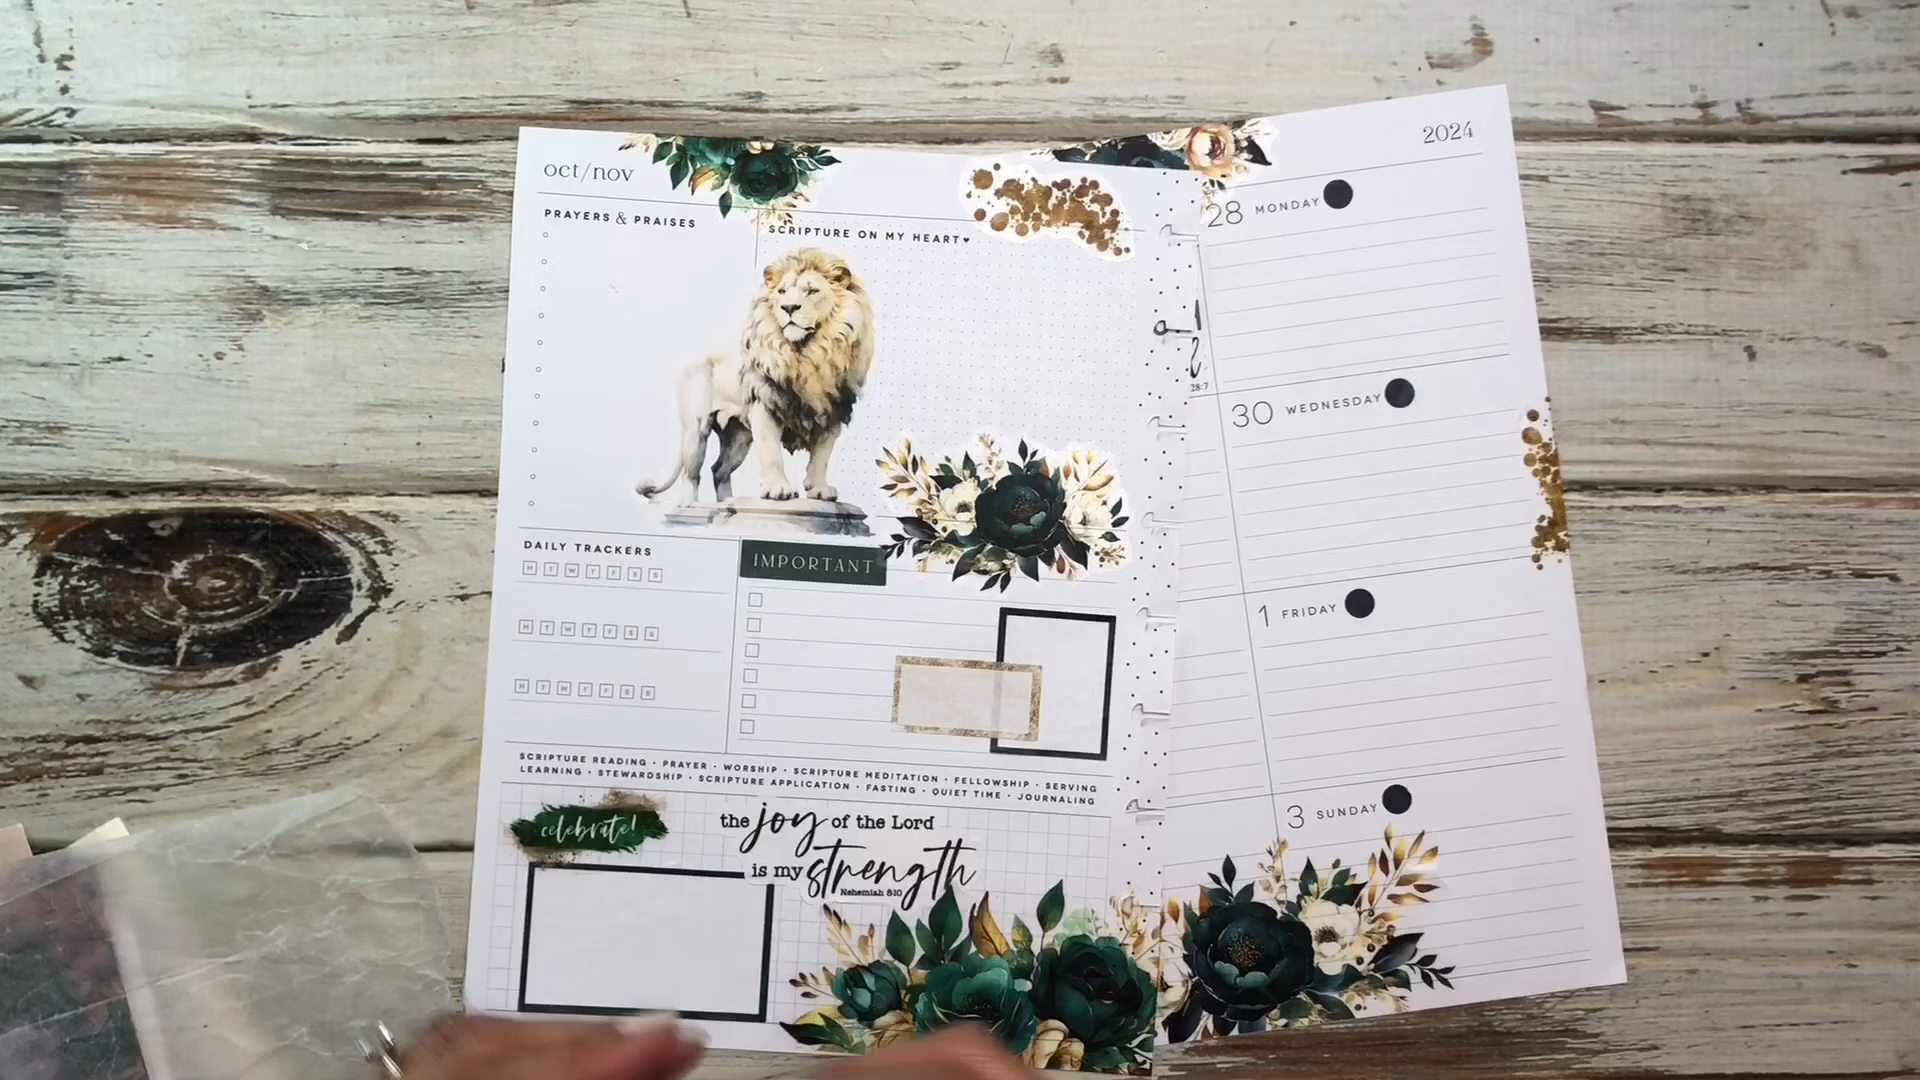 oct/nov
PRAYERS & PRAISES
SCRIPTURE ON MY HEART♥
DAILY TRACKERS
M T W T F S S
M T W T F S S
M T W T F S S
IMPORTANT
SCRIPTURE READING • PRAYER • WORSHIP • SCRIPTURE MEDITATION • FELLOWSHIP • SERVING
LEARNING • STEWARDSHIP • SCRIPTURE APPLICATION • FASTING • QUIET TIME • JOURNALING
celebrate!
the joy of the Lord
is my strength
Nehemiah 8:10
2024
28 MONDAY
28:7
30 WEDNESDAY
1 FRIDAY
3 SUNDAY